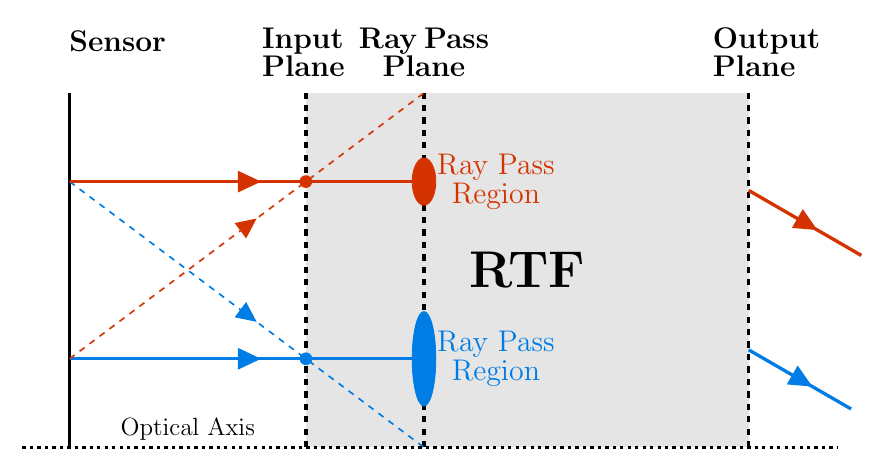 Sensor
Input
Plane
Ray Pass
Plane
Output
Plane
Ray Pass
Region
RTF
Ray Pass
Region
Optical Axis